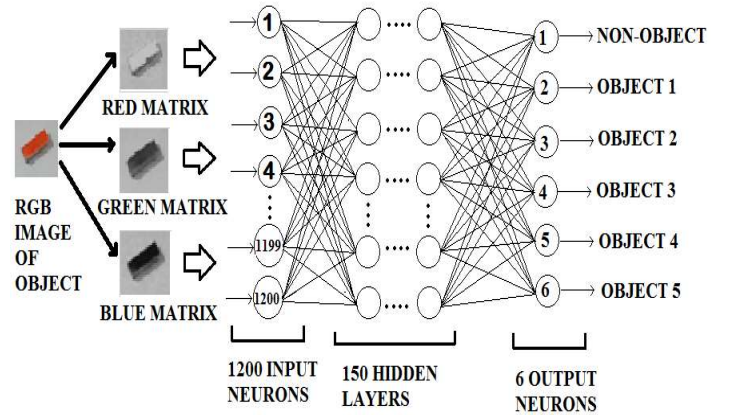 RGB
IMAGE
OF
OBJECT
RED MATRIX
GREEN MATRIX
BLUE MATRIX
1
2
3
4
1199
1200
1200 INPUT
NEURONS
150 HIDDEN
LAYERS
1
2
3
4
5
6
6 OUTPUT
NEURONS
NON-OBJECT
OBJECT 1
OBJECT 2
OBJECT 3
OBJECT 4
OBJECT 5